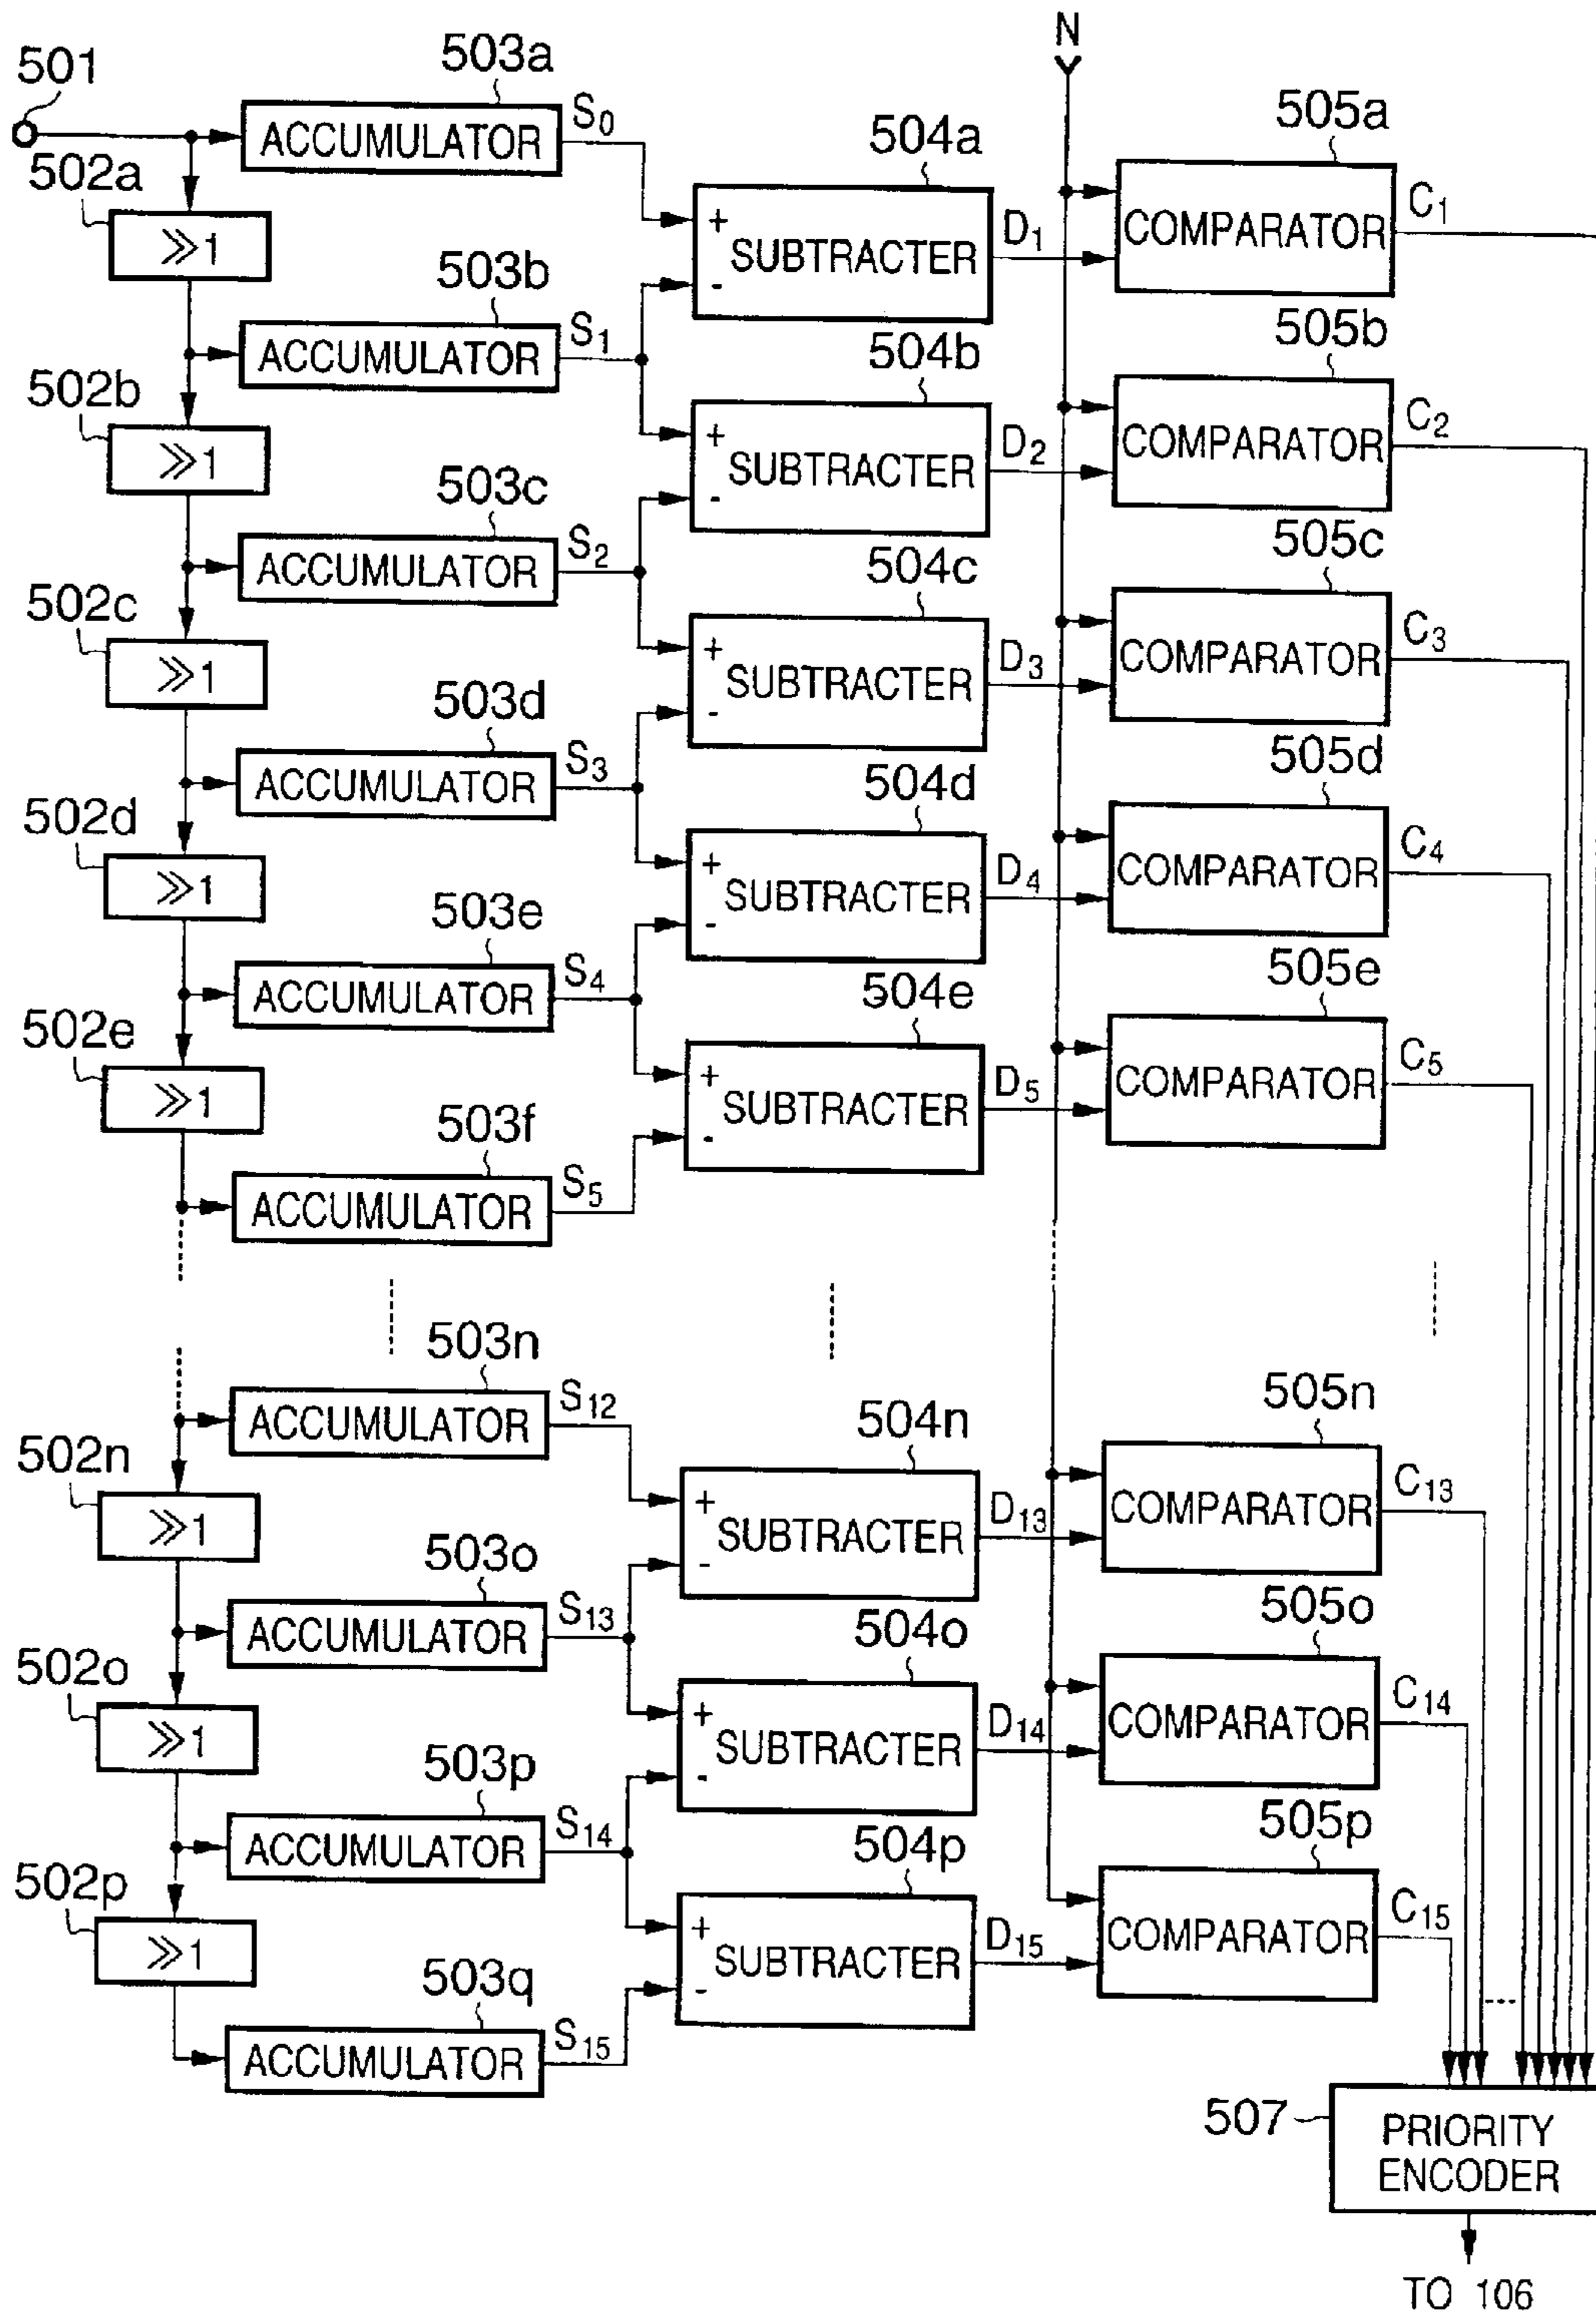 N
501
503a
ACCUMULATOR
S0
504a
505a
502a
+
SUBTRACTER
-
D1
COMPARATOR
C1
≫1
503b
ACCUMULATOR
S1
504b
505b
502b
+
SUBTRACTER
-
D2
COMPARATOR
C2
≫1
503c
ACCUMULATOR
S2
504c
505c
502c
+
SUBTRACTER
-
D3
COMPARATOR
C3
≫1
503d
ACCUMULATOR
S3
504d
505d
502d
+
SUBTRACTER
-
D4
COMPARATOR
C4
≫1
503e
ACCUMULATOR
S4
504e
505e
502e
+
SUBTRACTER
-
D5
COMPARATOR
C5
≫1
503f
ACCUMULATOR
S5
503n
ACCUMULATOR
S12
504n
505n
502n
+
SUBTRACTER
-
D13
COMPARATOR
C13
≫1
503o
ACCUMULATOR
S13
504o
505o
502o
+
SUBTRACTER
-
D14
COMPARATOR
C14
≫1
503p
ACCUMULATOR
S14
504p
505p
502p
+
SUBTRACTER
-
D15
COMPARATOR
C15
≫1
503q
ACCUMULATOR
S15
507
PRIORITY
ENCODER
TO 106